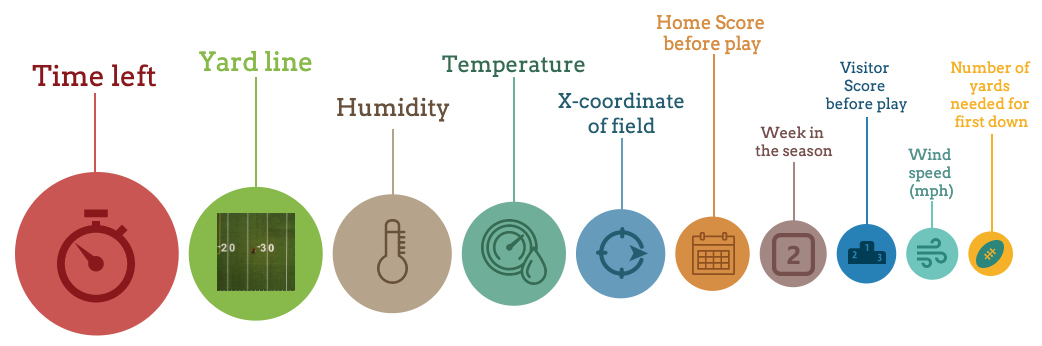 Time left
Yard line
Humidity
Temperature
X-coordinate
of field
Home Score
before play
Week in
the season
Visitor
Score
before play
Wind
speed
(mph)
Number of
yards
needed for
first down
-20
-30
2
2
1
3